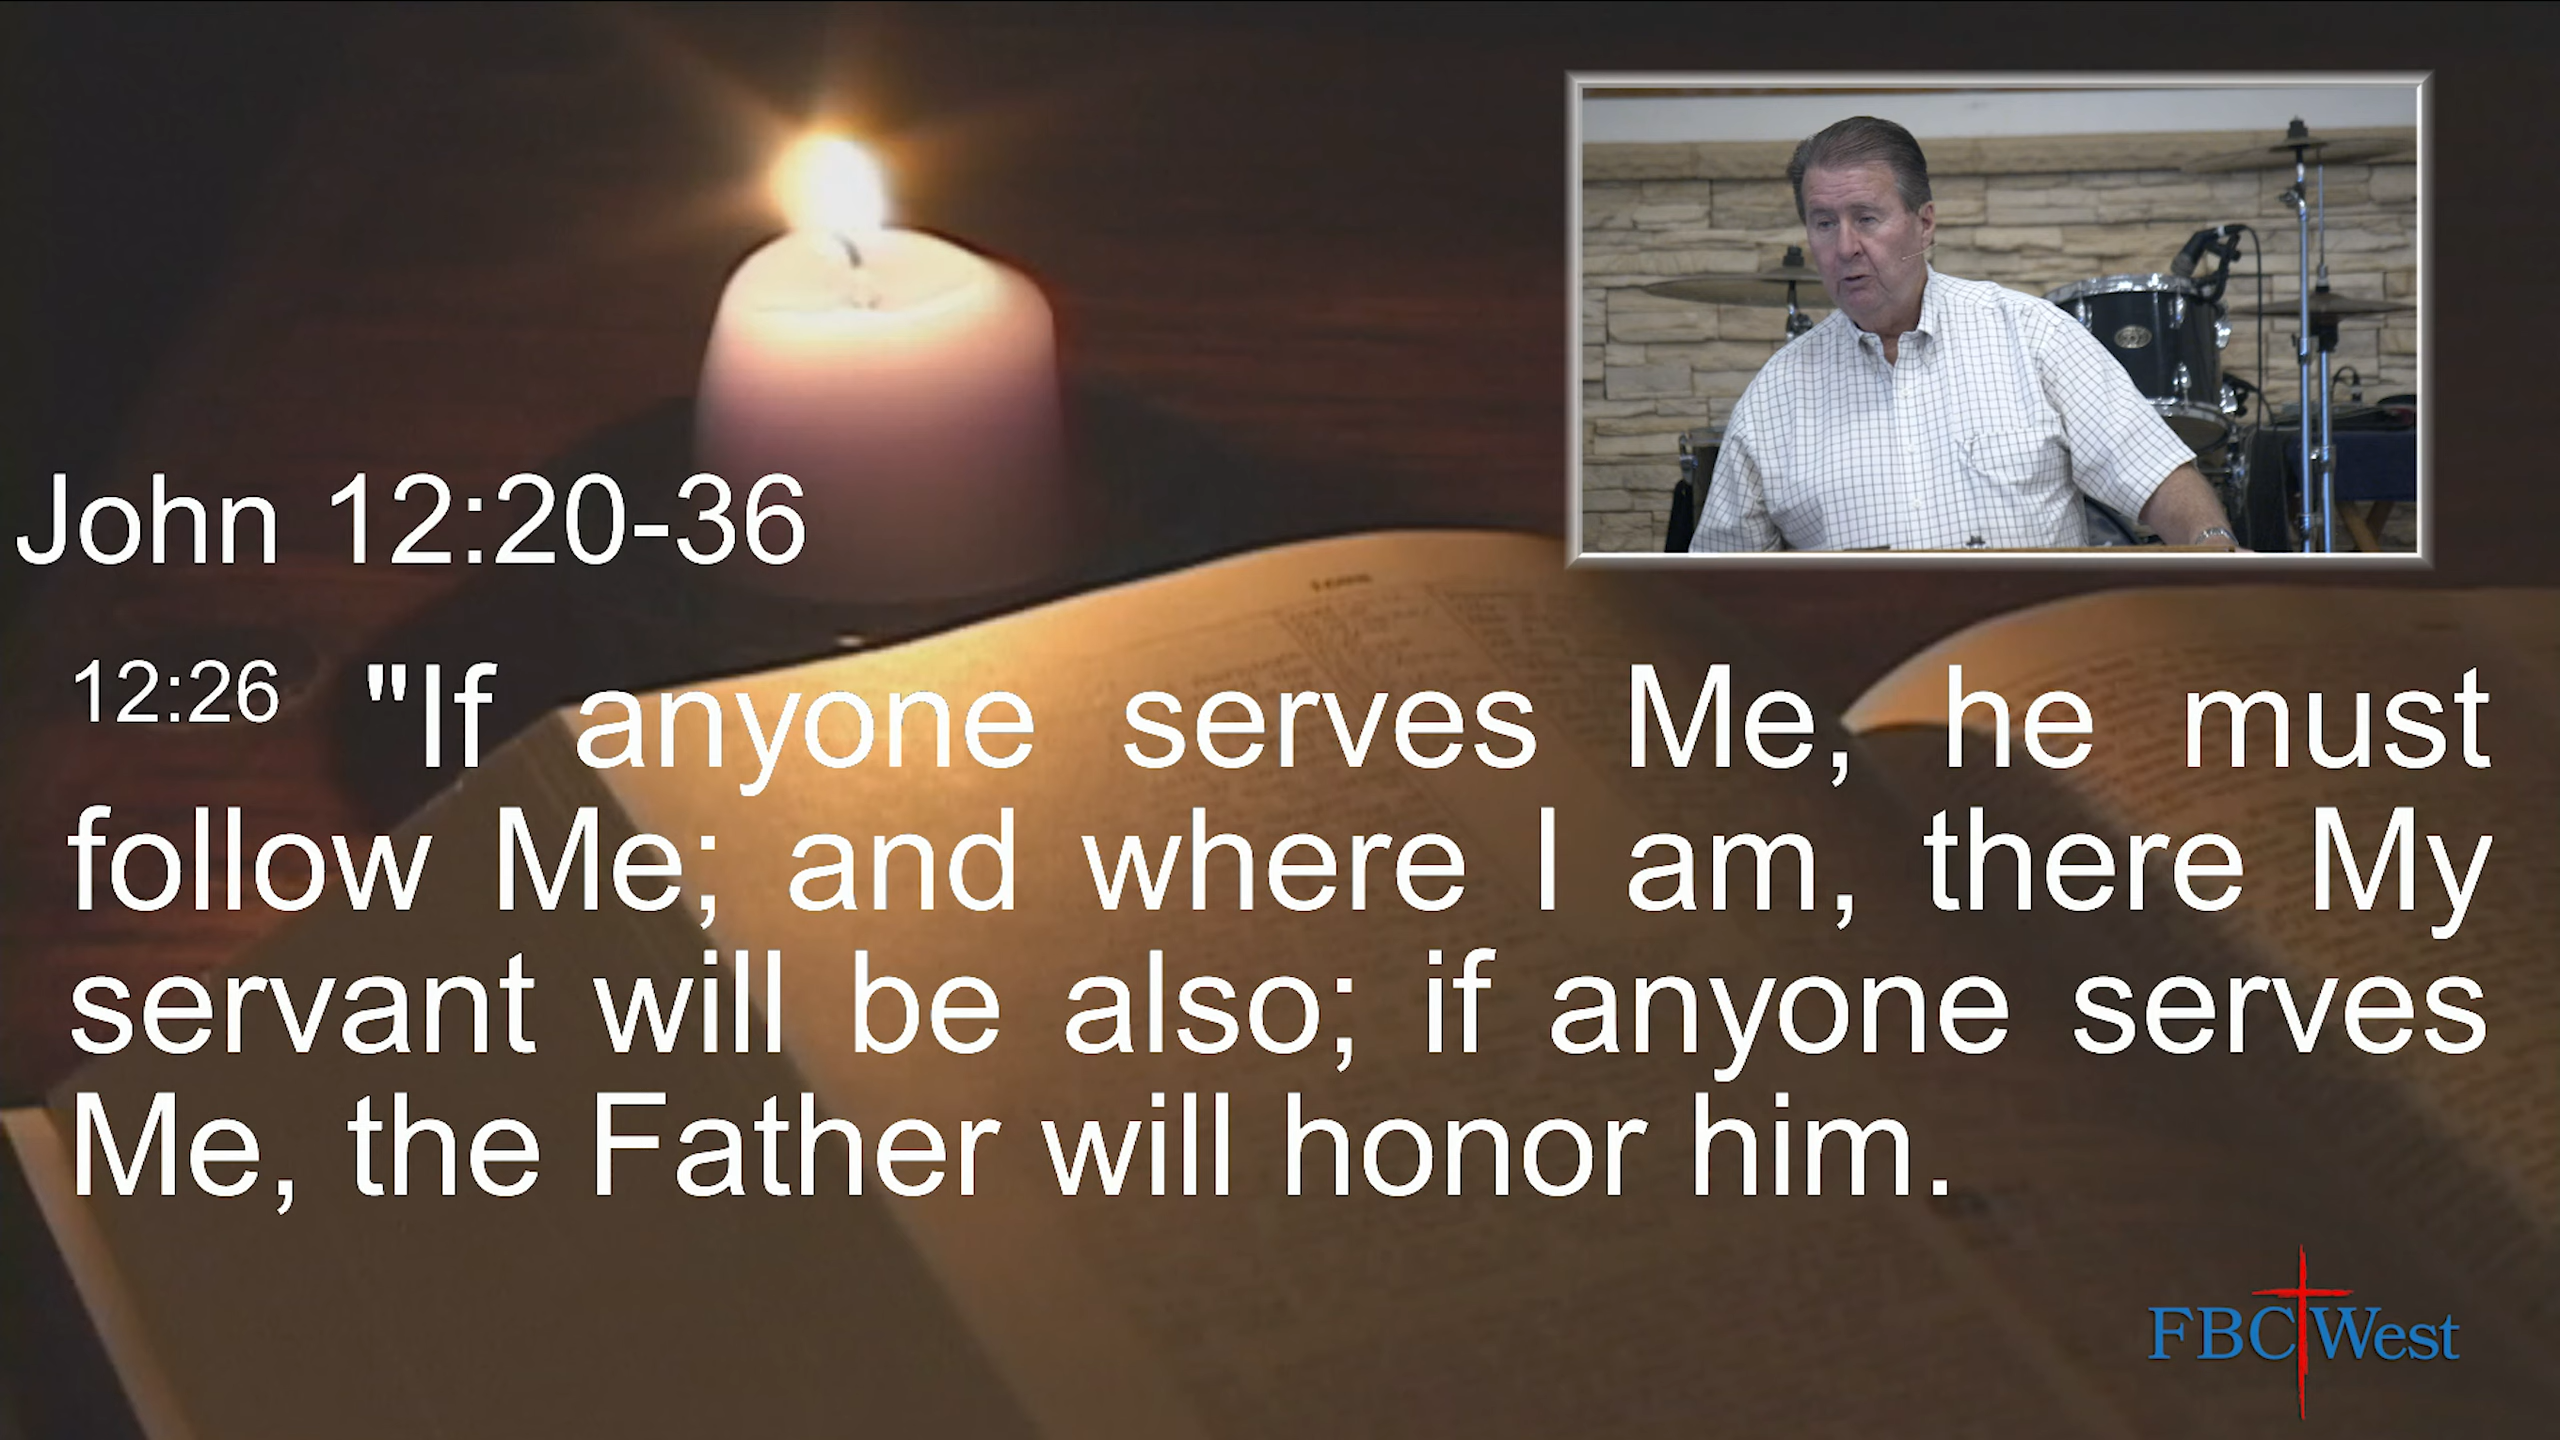 John 12:20-36
12:26 "If anyone serves Me, he must
follow Me; and where I am, there My
servant will be also; if anyone serves
Me, the Father will honor him.
FBC West